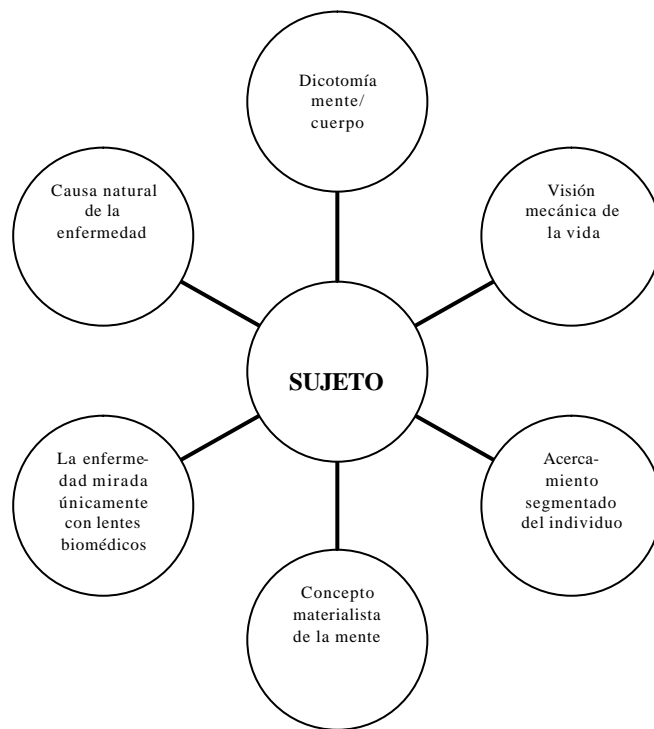 Dicotomía
mente/
cuerpo
Causa natural
de la
enfermedad
Visión
mecánica de
la vida
SUJETO
La enferme-
dad mirada
únicamente
con lentes
biomédicos
Acerca-
miento
segmentado
del individuo
Concepto
materialista
de la mente